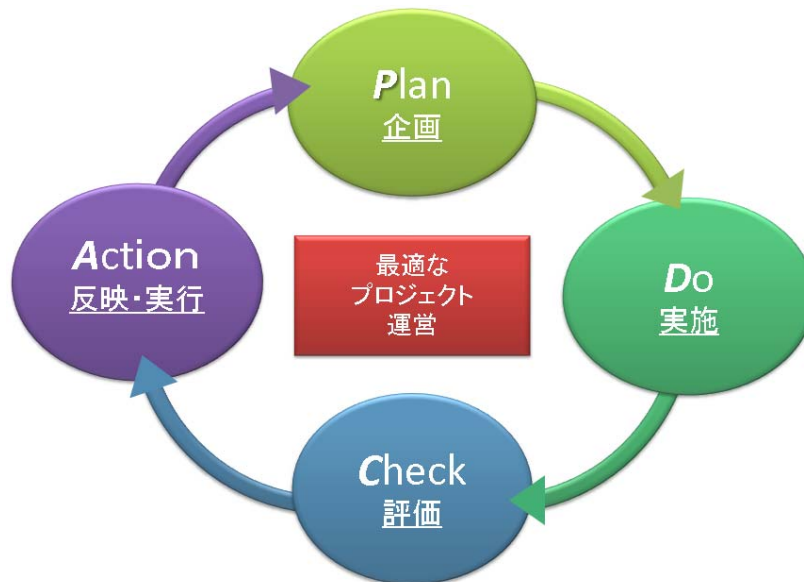 Plan
企画
Do
実施
Check
評価
Action
反映・実行
最適な
プロジェクト
運営